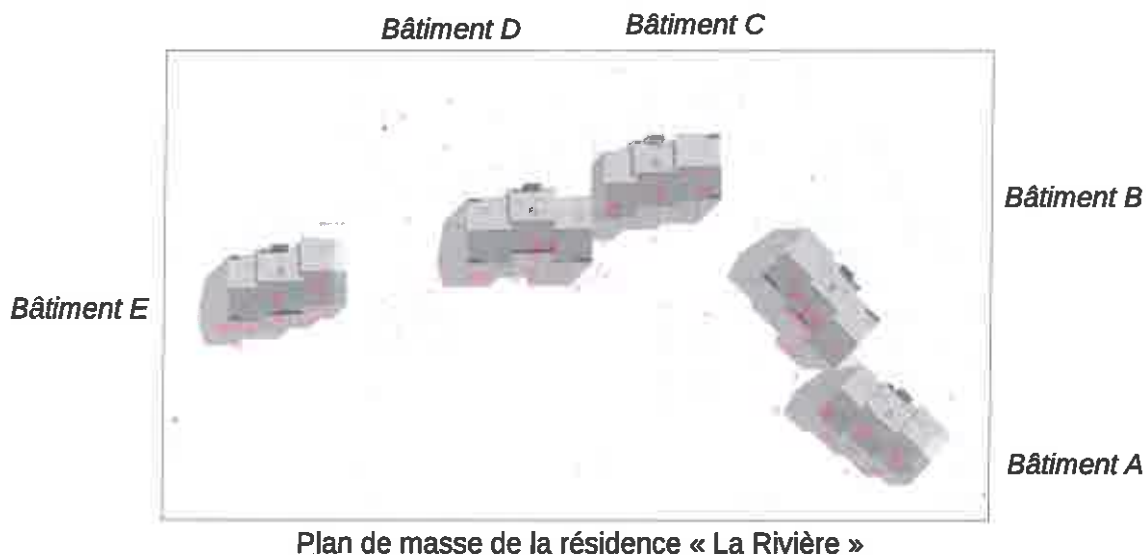 Bâtiment D
Bâtiment C
Bâtiment B
Bâtiment E
Bâtiment A
Plan de masse de la résidence « La Rivière »